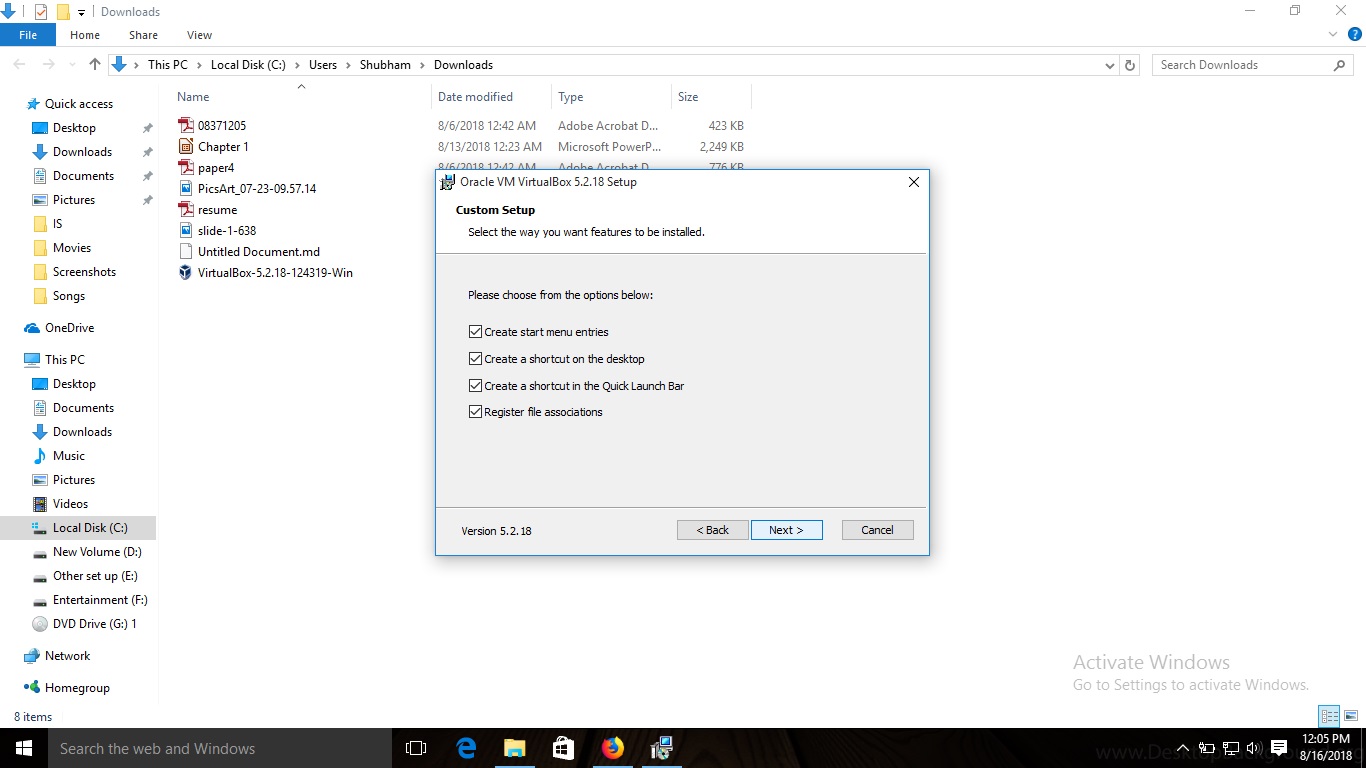 Downloads
File Home Share View
This PC Local Disk (C:) Users Shubham Downloads
Search Downloads
Name Date modified Type Size
08371205 8/6/2018 12:42 AM Adobe Acrobat D... 423 KB
Chapter 1 8/13/2018 12:23 AM Microsoft PowerP... 2,249 KB
paper4 8/6/2018 12:42 AM Adobe Acrobat D... 776 KB
PicsArt_07-23-09.57.14
resume
slide-1-638
Untitled Document.md
VirtualBox-5.2.18-124319-Win
Quick access
Desktop
Downloads
Documents
Pictures
IS
Movies
Screenshots
Songs
OneDrive
This PC
Desktop
Documents
Downloads
Music
Pictures
Videos
Local Disk (C:)
New Volume (D:)
Other set up (E:)
Entertainment (F:)
DVD Drive (G:) 1
Network
Homegroup
8 items
Oracle VM VirtualBox 5.2.18 Setup
Custom Setup
Select the way you want features to be installed.
Please choose from the options below:
Create start menu entries
Create a shortcut on the desktop
Create a shortcut in the Quick Launch Bar
Register file associations
Version 5.2.18
< Back Next > Cancel
Activate Windows
Go to Settings to activate Windows.
Search the web and Windows
12:05 PM
8/16/2018